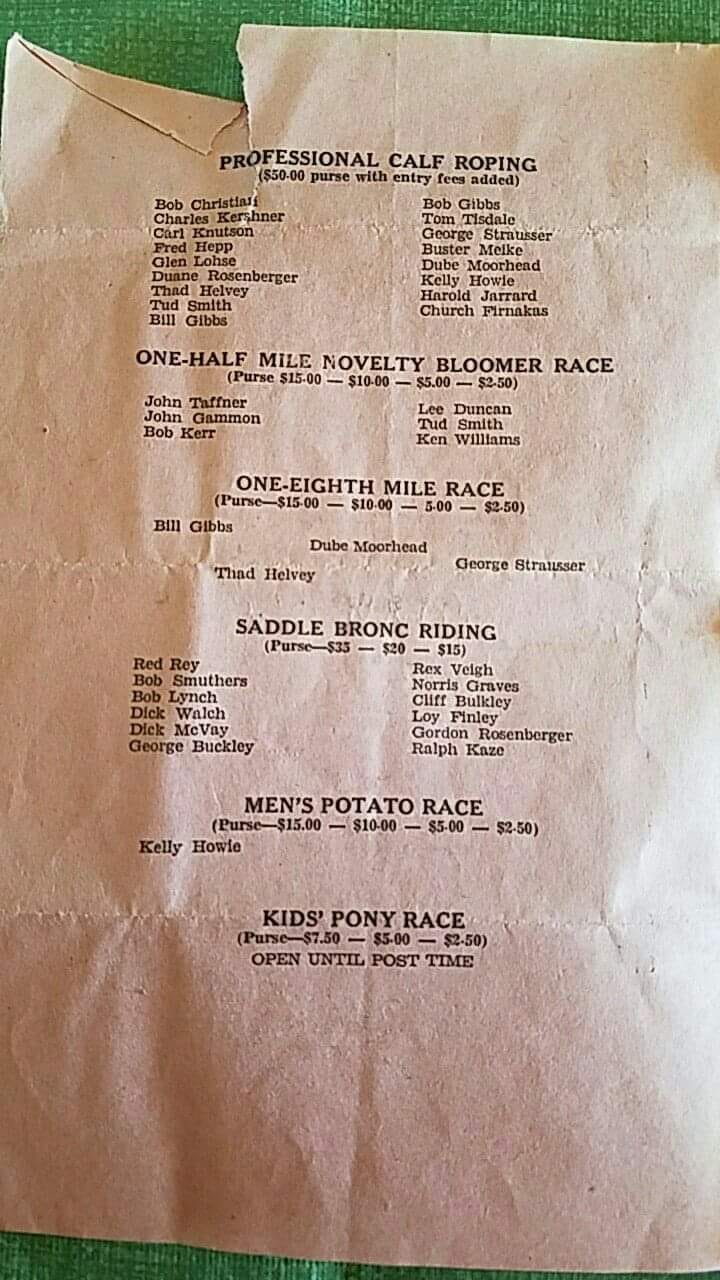 PROFESSIONAL CALF ROPING
($50.00 purse with entry fees added)
Bob Christian
Charles Kershner
Carl Knutson
Fred Hepp
Glen Lohse
Duane Rosenberger
Thad Helvey
Tud Smith
Bill Gibbs
Bob Gibbs
Tom Tisdale
George Strausser
Buster Meike
Dube Moorhead
Kelly Howie
Harold Jarrard
Church Firnakas
ONE-HALF MILE NOVELTY BLOOMER RACE
(Purse $15.00 — $10.00 — $5.00 — $2.50)
John Taffner
John Gammon
Bob Kerr
Lee Duncan
Tud Smith
Ken Williams
ONE-EIGHTH MILE RACE
(Purse—$15.00 — $10.00 — 5.00 — $2.50)
Bill Gibbs
Dube Moorhead
George Strausser
Thad Helvey
SADDLE BRONC RIDING
(Purse—$35 — $20 — $15)
Red Rey
Bob Smuthers
Bob Lynch
Dick Walch
Dick McVay
George Buckley
Rex Veigh
Norris Graves
Cliff Bulkley
Loy Finley
Gordon Rosenberger
Ralph Kaze
MEN'S POTATO RACE
(Purse—$15.00 — $10.00 — $5.00 — $2.50)
Kelly Howie
KIDS' PONY RACE
(Purse—$7.50 — $5.00 — $2.50)
OPEN UNTIL POST TIME